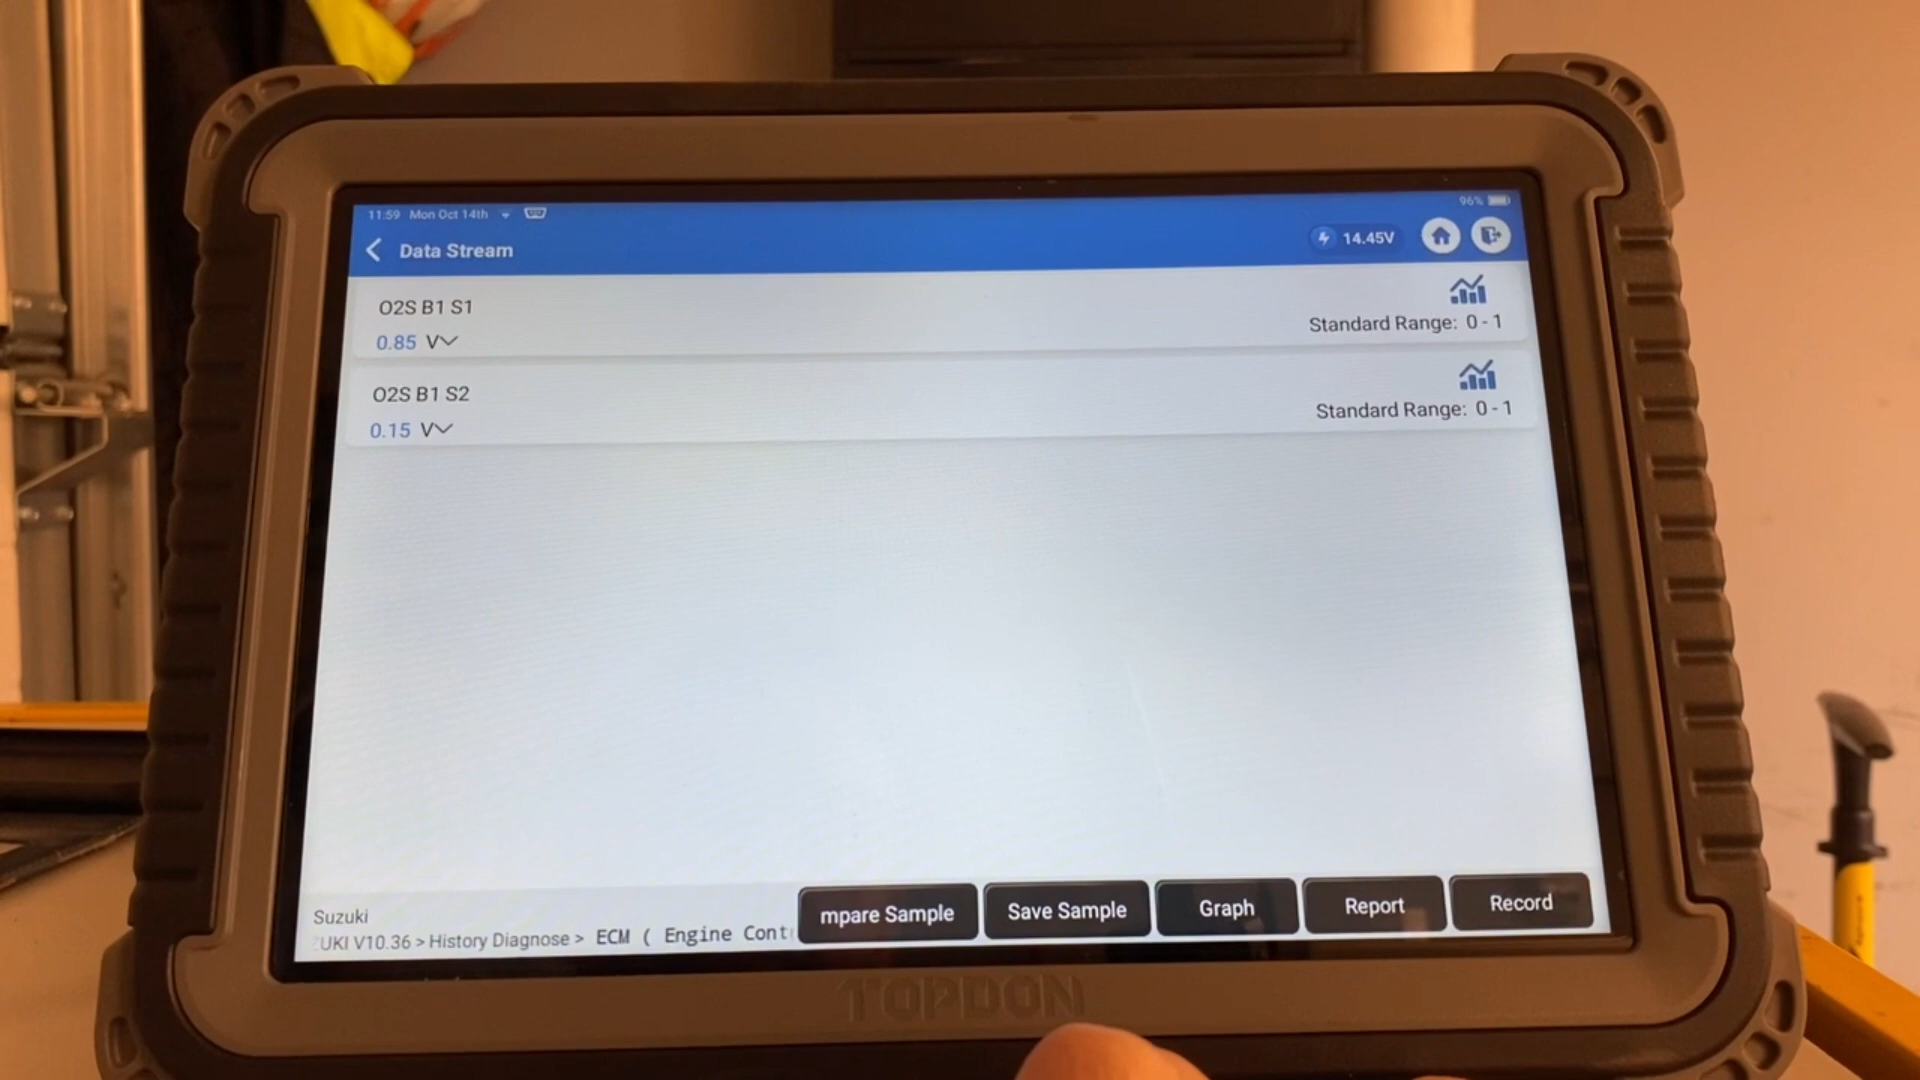 11:59 Mon Oct 14th
96%
Data Stream
14.45V
O2S B1 S1
0.85 V
Standard Range: 0 - 1
O2S B1 S2
0.15 V
Standard Range: 0 - 1
Suzuki
UKI V10.36 > History Diagnose > ECM ( Engine Cont
mpare Sample
Save Sample
Graph
Report
Record
TOPDON